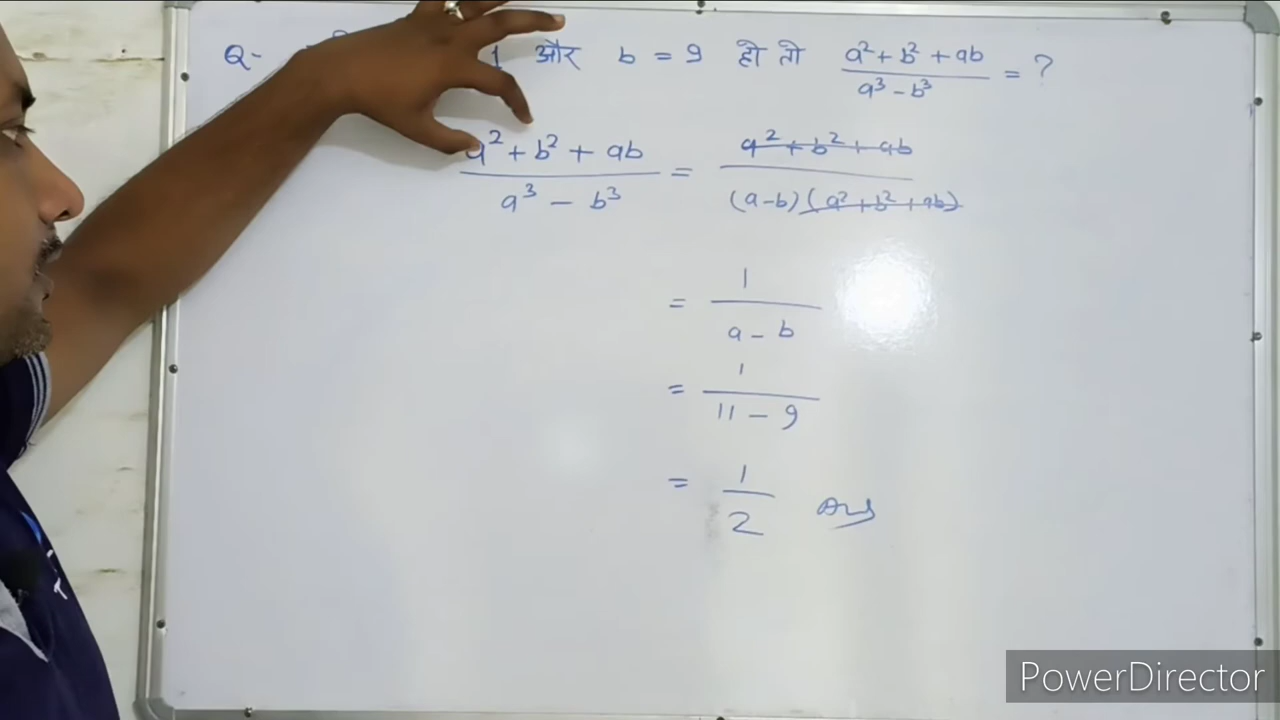 Q- 1 और b = 9 हो तो (a² + b² + ab)/(a³ - b³) = ?
(a² + b² + ab)/(a³ - b³) = (a² + b² + ab)/((a-b)(a² + b² + ab))
= 1/(a - b)
= 1/(11 - 9)
= 1/2 Ans
PowerDirector